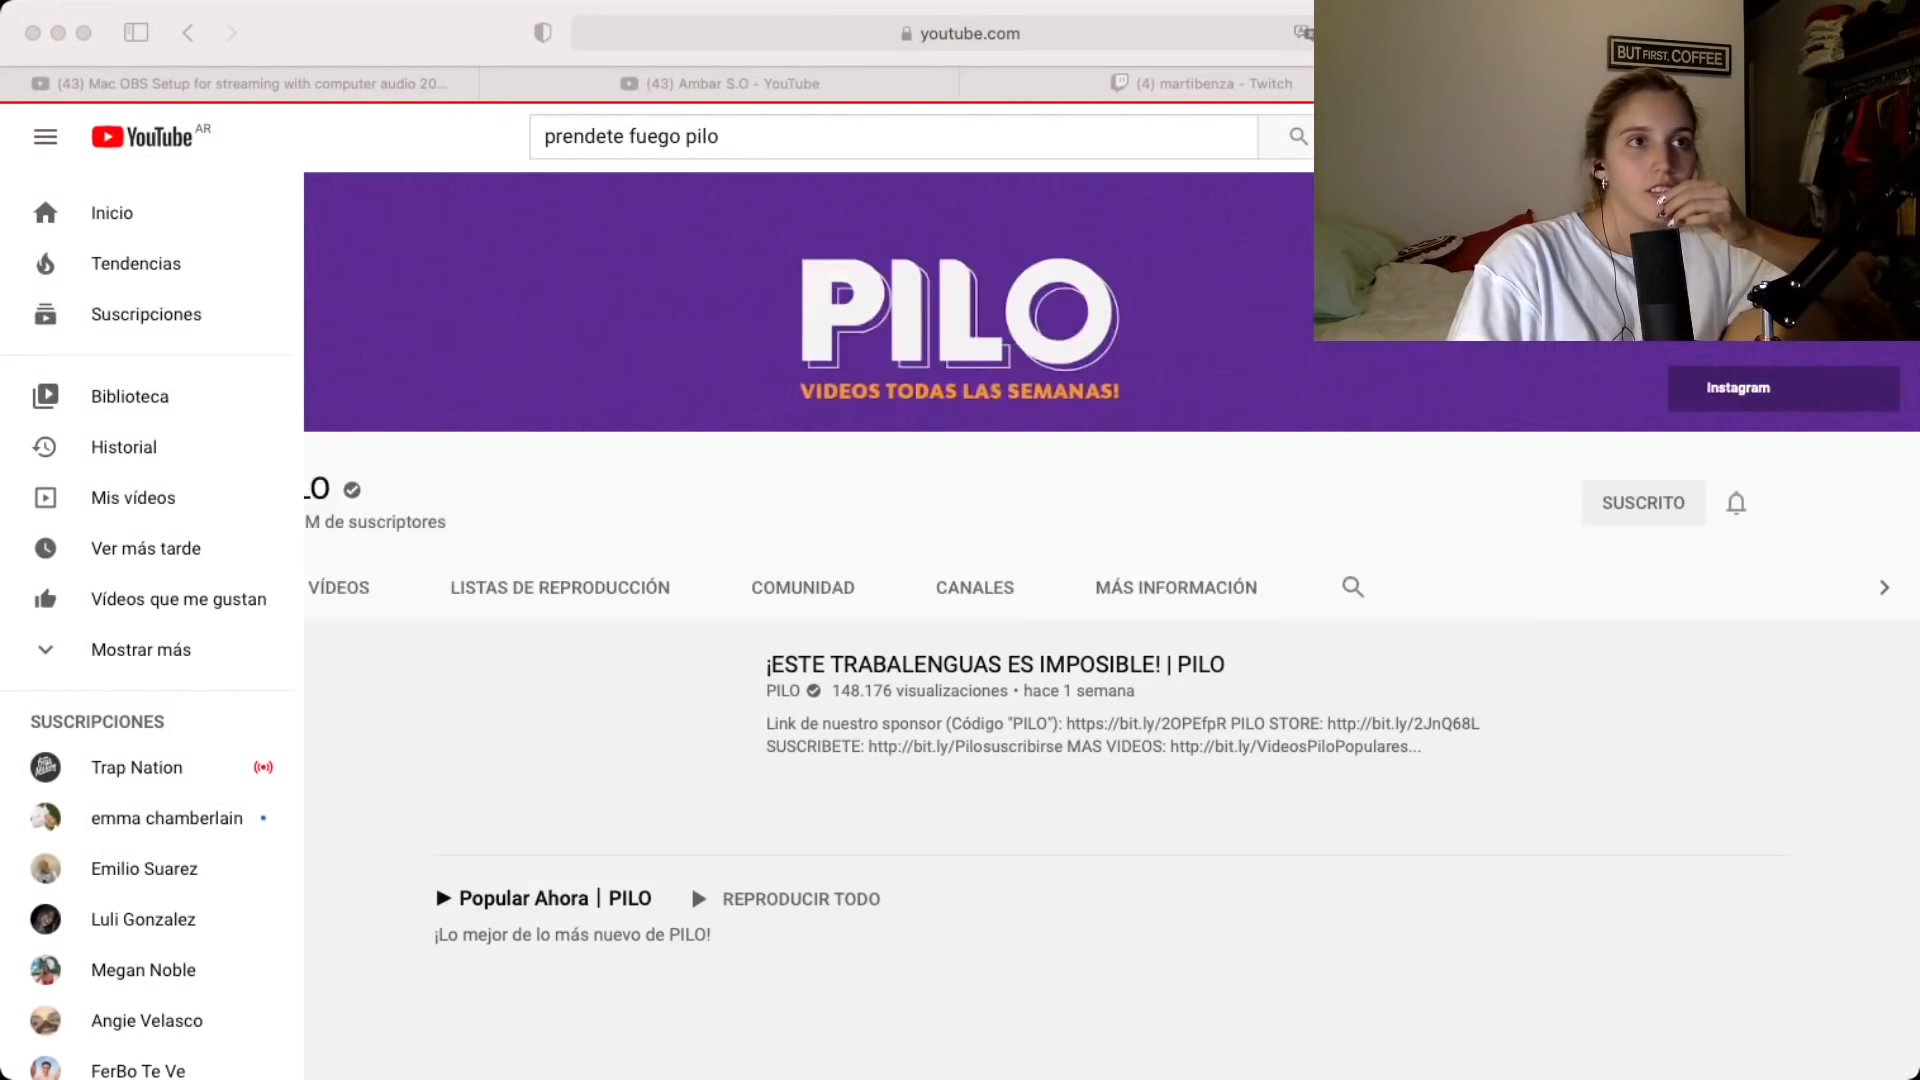 youtube.com
(43) Mac OBS Setup for streaming with computer audio 20...
(43) Ambar S.O - YouTube
(4) martibenza - Twitch
BUT FIRST, COFFEE
YouTube AR
prendete fuego pilo
Inicio
Tendencias
Suscripciones
Biblioteca
Historial
Mis vídeos
Ver más tarde
Vídeos que me gustan
Mostrar más
SUSCRIPCIONES
Trap Nation
emma chamberlain
Emilio Suarez
Luli Gonzalez
Megan Noble
Angie Velasco
FerBo Te Ve
PILO
VIDEOS TODAS LAS SEMANAS!
Instagram
LO
M de suscriptores
SUSCRITO
VÍDEOS
LISTAS DE REPRODUCCIÓN
COMUNIDAD
CANALES
MÁS INFORMACIÓN
¡ESTE TRABALENGUAS ES IMPOSIBLE! | PILO
PILO 148.176 visualizaciones • hace 1 semana
Link de nuestro sponsor (Código "PILO"): https://bit.ly/2OPEfpR PILO STORE: http://bit.ly/2JnQ68L
SUSCRIBETE: http://bit.ly/Pilosuscribirse MAS VIDEOS: http://bit.ly/VideosPiloPopulares...
► Popular Ahora | PILO
REPRODUCIR TODO
¡Lo mejor de lo más nuevo de PILO!